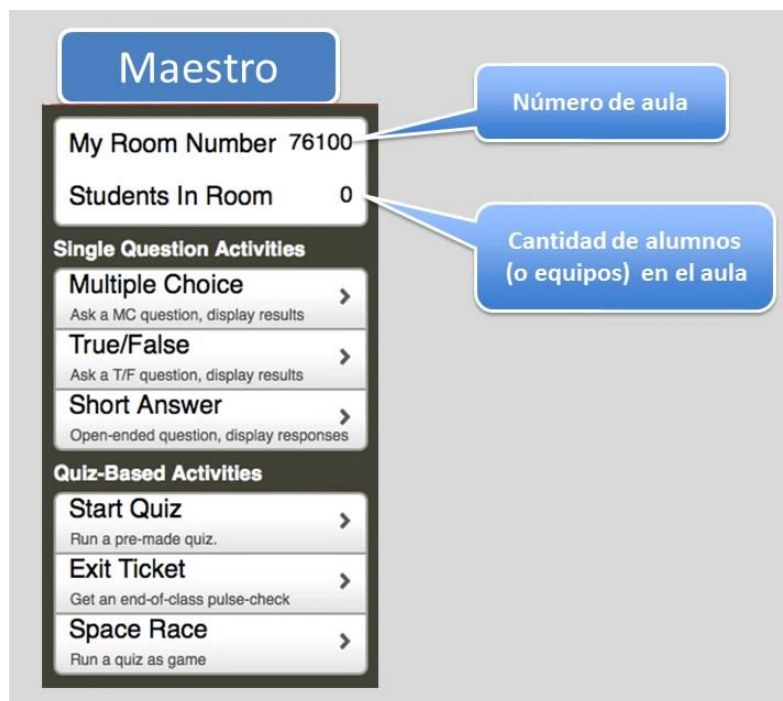 Maestro
Número de aula
My Room Number 76100
Students In Room 0
Cantidad de alumnos
(o equipos) en el aula
Single Question Activities
Multiple Choice
Ask a MC question, display results
True/False
Ask a T/F question, display results
Short Answer
Open-ended question, display responses
Quiz-Based Activities
Start Quiz
Run a pre-made quiz.
Exit Ticket
Get an end-of-class pulse-check
Space Race
Run a quiz as game